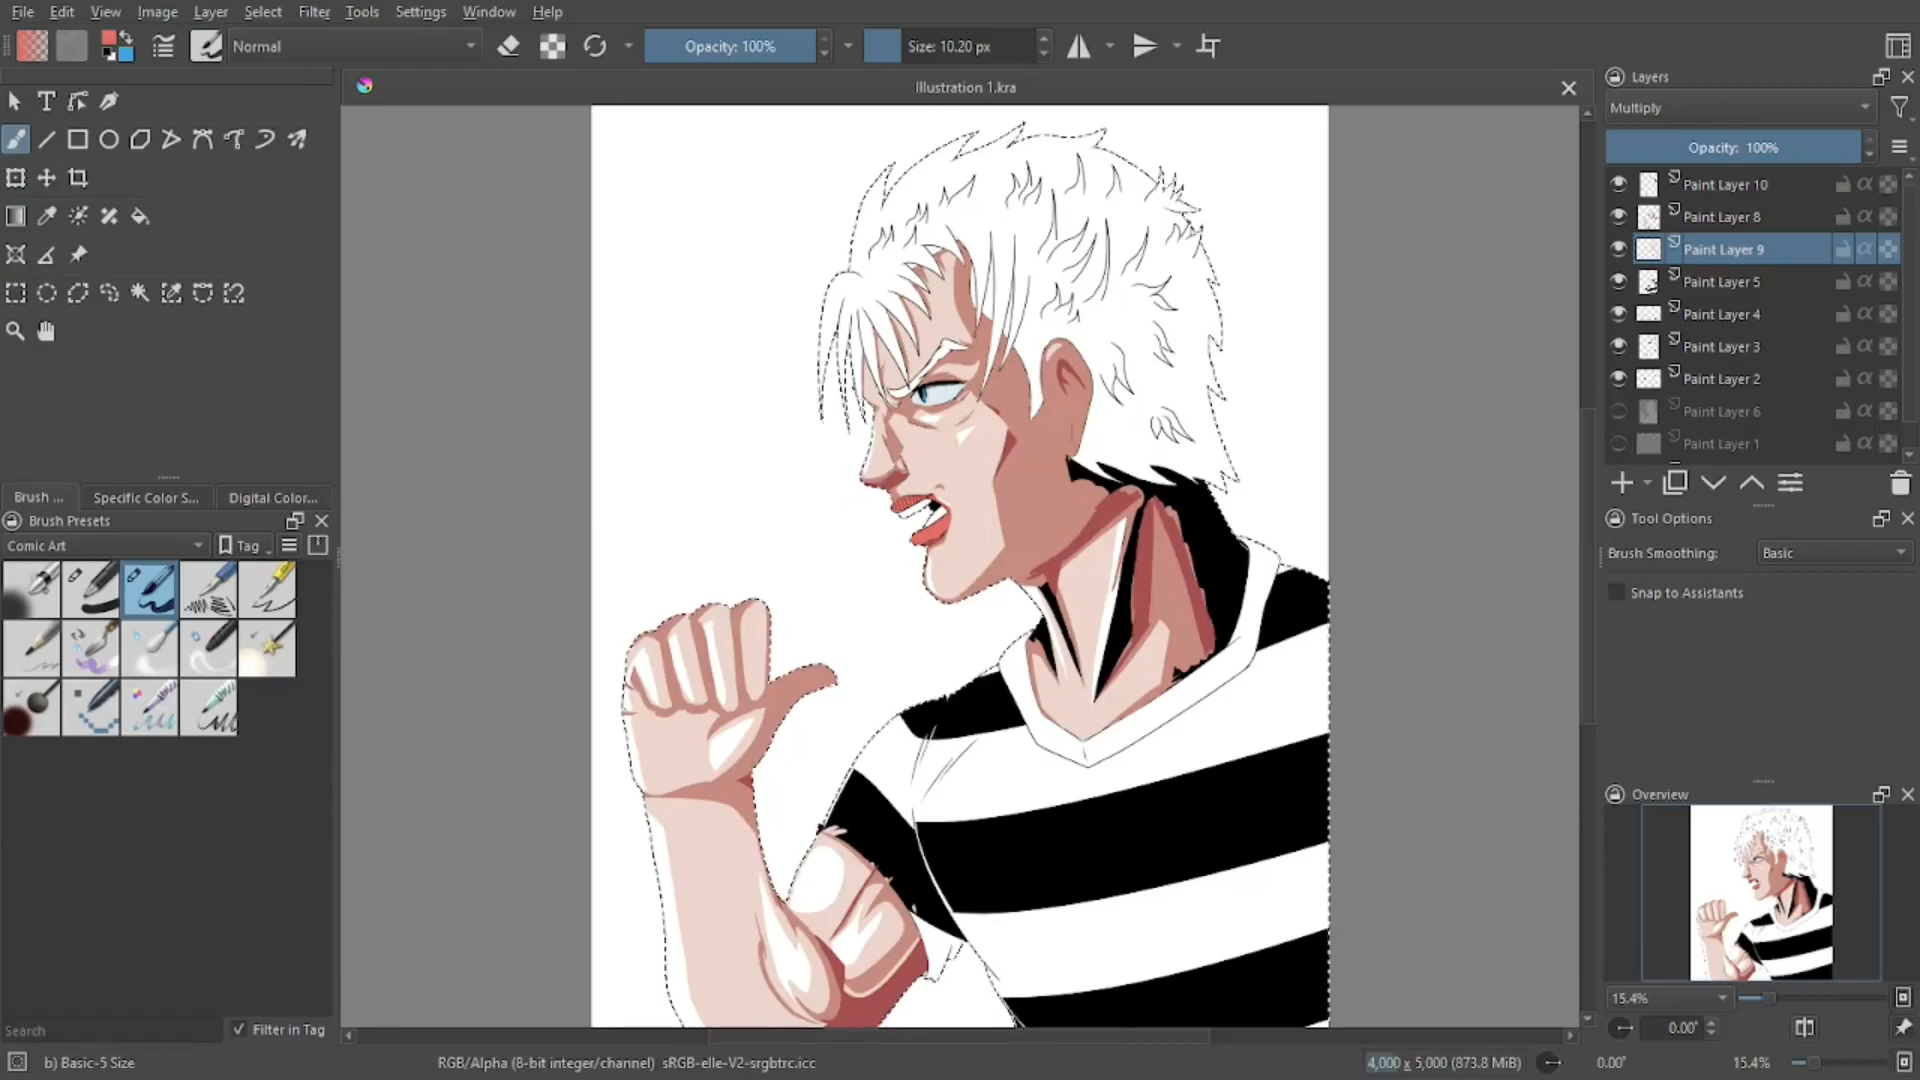 File Edit View Image Layer Select Filter Tools Settings Window Help
Normal
Opacity: 100%
Size: 10.20 px
Illustration 1.kra
Layers
Multiply
Opacity: 100%
Paint Layer 10
Paint Layer 8
Paint Layer 9
Paint Layer 5
Paint Layer 4
Paint Layer 3
Paint Layer 2
Paint Layer 6
Paint Layer 1
Tool Options
Brush Smoothing: Basic
Snap to Assistants
Overview
15.4%
0.00°
Brush ... Specific Color S... Digital Color...
Brush Presets
Comic Art
Tag
Search
Filter in Tag
b) Basic-5 Size
RGB/Alpha (8-bit integer/channel) sRGB-elle-V2-srgbtrc.icc
4,000 x 5,000 (873.8 MiB)
0.00°
15.4%